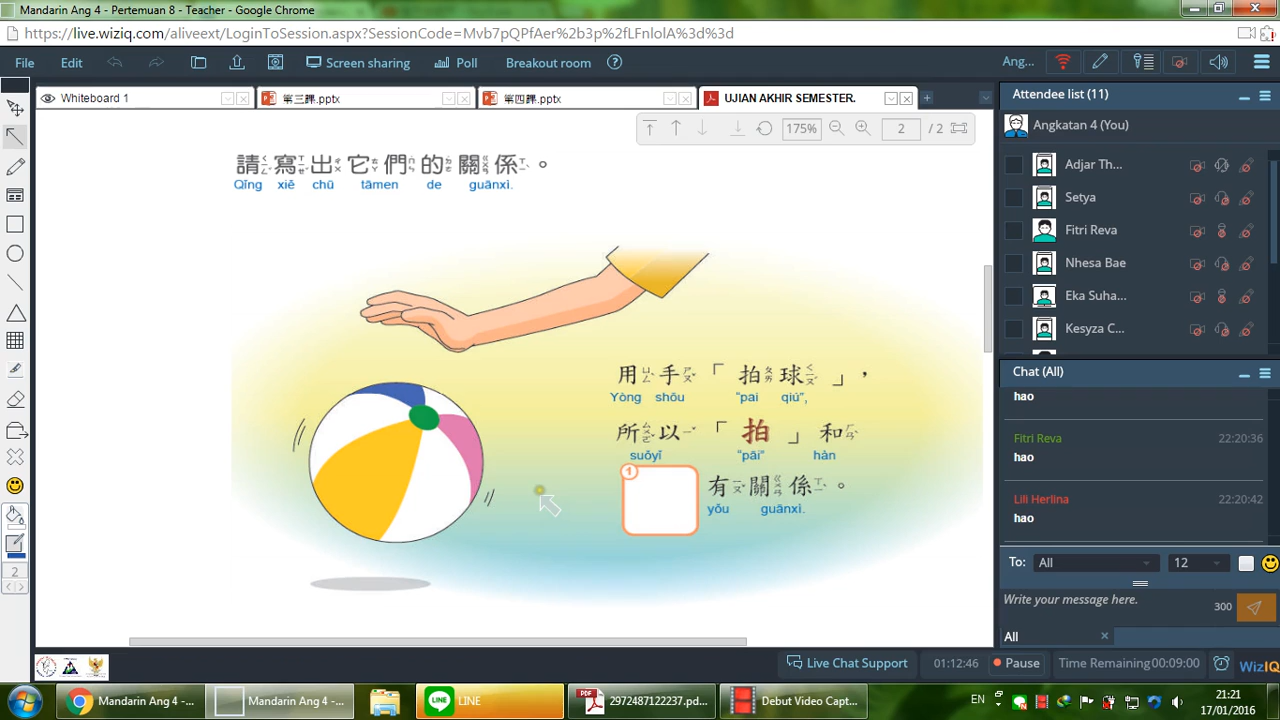 Mandarin Ang 4 - Pertemuan 8 - Teacher - Google Chrome
https://live.wiziq.com/aliveext/LoginToSession.aspx?SessionCode=Mvb7pQPfAer%2b3p%2fLFnlolA%3d%3d
File Edit Screen sharing Poll Breakout room Ang...
Whiteboard 1 第三課.pptx 第四課.pptx UJIAN AKHIR SEMESTER.
175% 2 / 2
請寫出它們的關係。
Qǐng xiě chū tāmen de guānxì.
用手「拍球」，
Yòng shǒu "pai qiú",
所以「拍」和
suǒyǐ "pāi" hàn
1
有關係。
yǒu guānxì.
2
Attendee list (11)
Angkatan 4 (You)
Adjar Th...
Setya
Fitri Reva
Nhesa Bae
Eka Suha...
Kesyza C...
Chat (All)
hao
Fitri Reva 22:20:36
hao
Lili Herlina 22:20:42
hao
To: All 12
Write your message here. 300
All
Live Chat Support 01:12:46 Pause Time Remaining 00:09:00 WizIQ
Mandarin Ang 4 -... Mandarin Ang 4 -... LINE 2972487122237.pd... Debut Video Capt... EN 21:21
17/01/2016